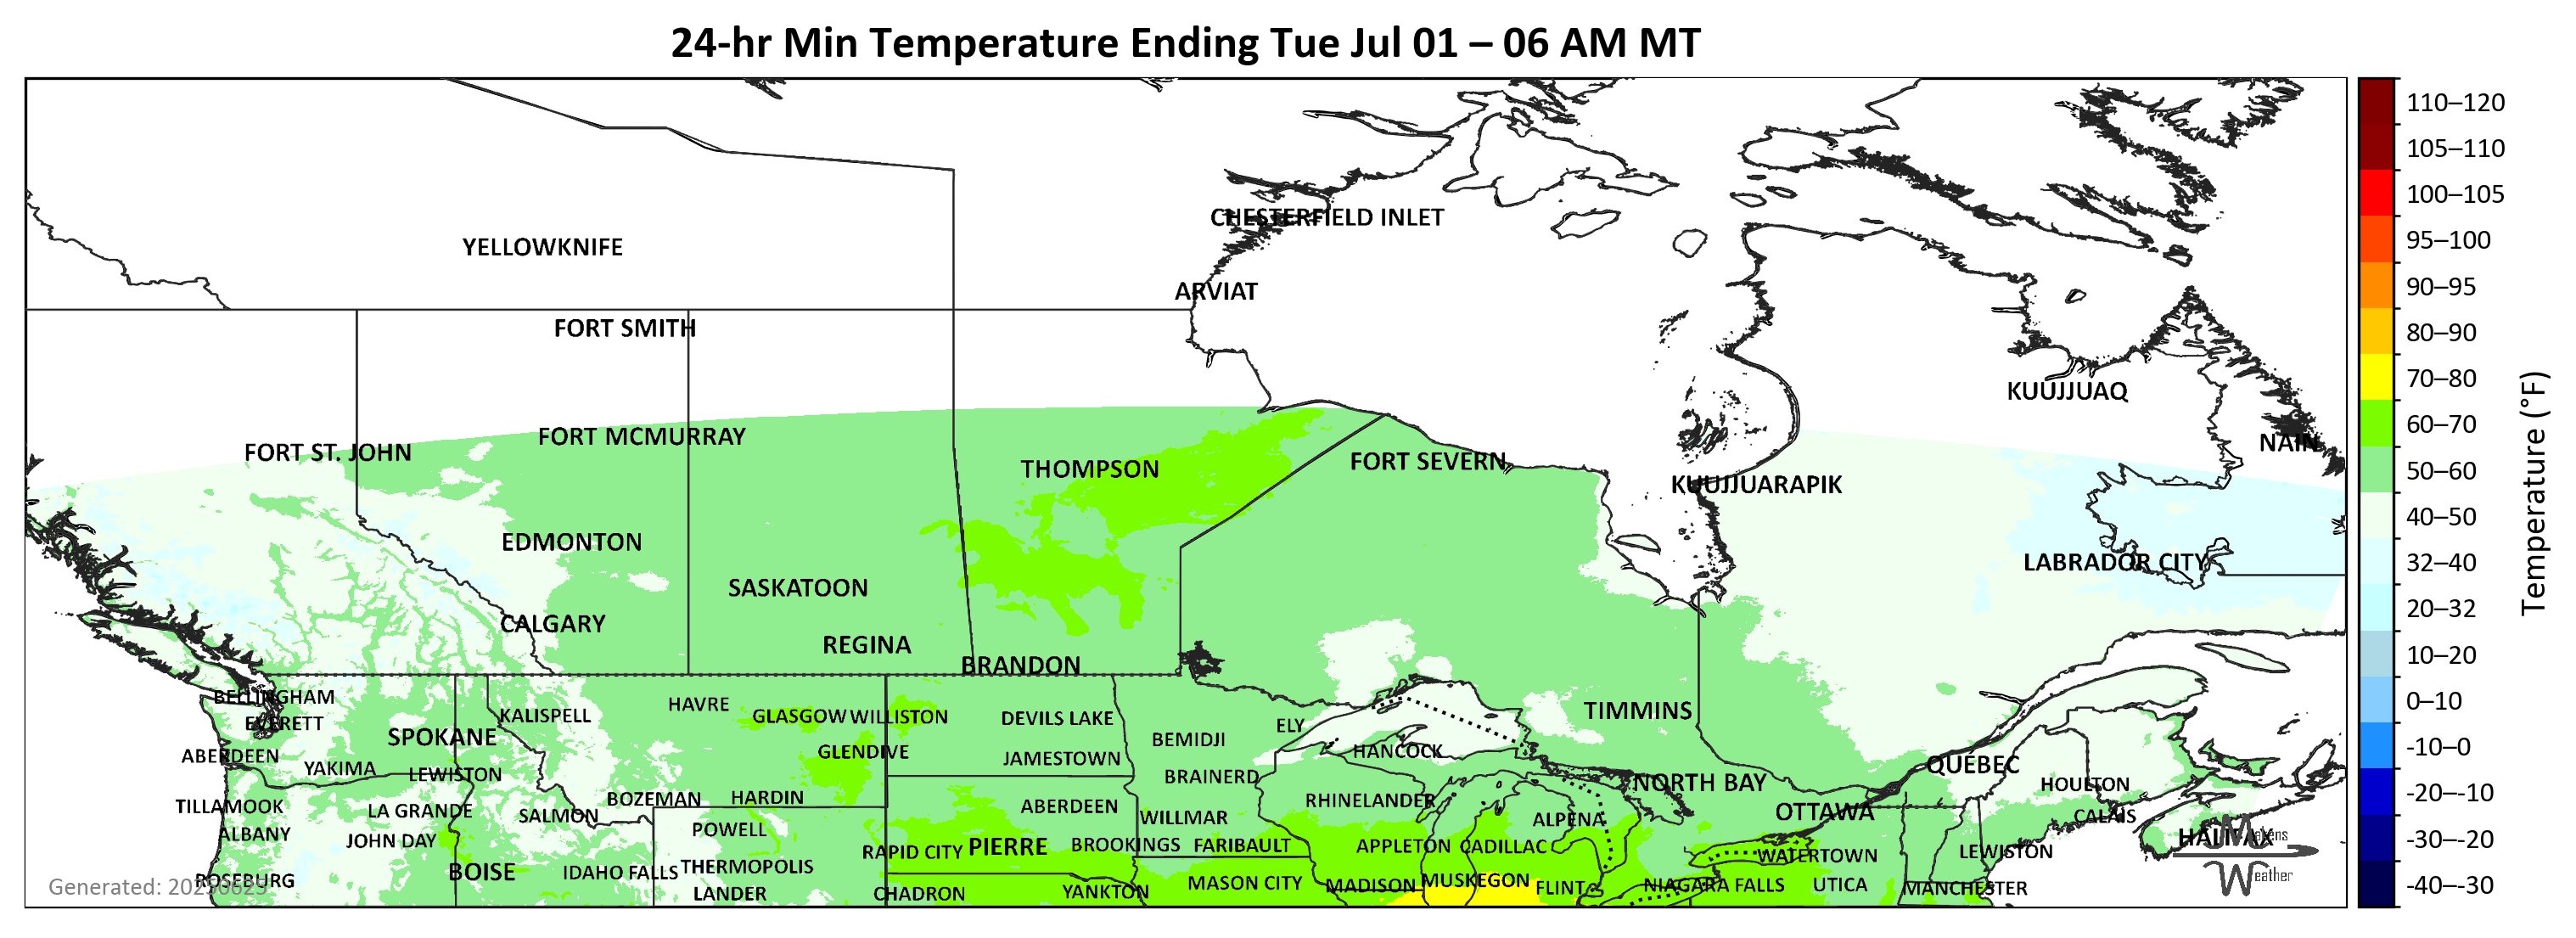 24-hr Min Temperature Ending Tue Jul 01 – 06 AM MT
110–120
105–110
100–105
95–100
90–95
80–90
70–80
60–70
50–60
40–50
32–40
20–32
10–20
0–10
-10–0
-20–-10
-30–-20
-40–-30
Temperature (°F)
CHESTERFIELD INLET
YELLOWKNIFE
ARVIAT
FORT SMITH
KUUJJUAQ
FORT MCMURRAY
NAIN
FORT ST. JOHN
THOMPSON
FORT SEVERN
KUUJJUARAPIK
EDMONTON
LABRADOR CITY
SASKATOON
CALGARY
REGINA
BRANDON
BELLINGHAM
HAVRE
KALISPELL
GLASGOW
WILLISTON
DEVILS LAKE
TIMMINS
EVERETT
ELY
SPOKANE
BEMIDJI
GLENDIVE
HANCOCK
ABERDEEN
JAMESTOWN
QUÉBEC
YAKIMA
LEWISTON
BRAINERD
NORTH BAY
HOULTON
BOZEMAN
HARDIN
RHINELANDER
TILLAMOOK
ABERDEEN
LA GRANDE
SALMON
WILLMAR
ALPENA
OTTAWA
CALAIS
POWELL
ALBANY
JOHN DAY
HALIFAX
BROOKINGS
FARIBAULT
APPLETON
CADILLAC
RAPID CITY
PIERRE
LEWISTON
WATERTOWN
THERMOPOLIS
BOISE
IDAHO FALLS
ROSEBURG
MUSKEGON
MASON CITY
MADISON
FLINT
NIAGARA FALLS
UTICA
MANCHESTER
LANDER
CHADRON
YANKTON
Makens
Weather